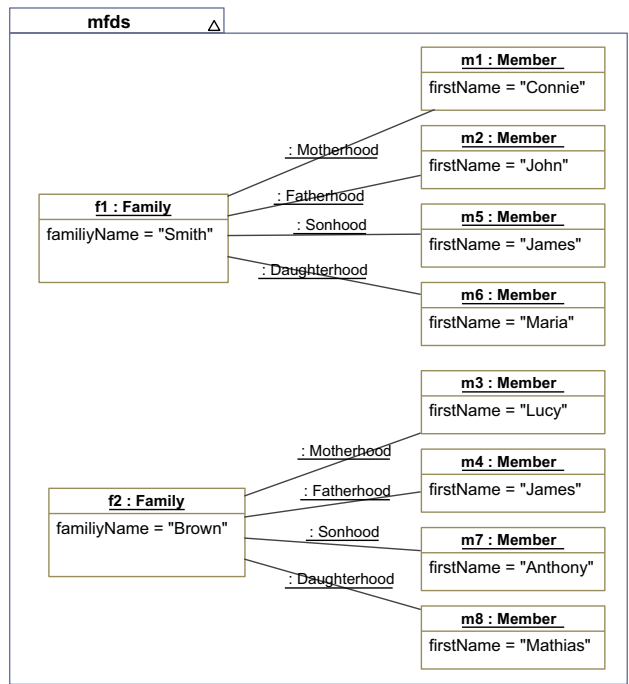 mfds
m1 : Member
firstName = "Connie"
: Motherhood
m2 : Member
firstName = "John"
: Fatherhood
f1 : Family
familiyName = "Smith"
m5 : Member
firstName = "James"
: Sonhood
: Daughterhood
m6 : Member
firstName = "Maria"
m3 : Member
firstName = "Lucy"
: Motherhood
m4 : Member
firstName = "James"
: Fatherhood
f2 : Family
familiyName = "Brown"
: Sonhood
m7 : Member
firstName = "Anthony"
: Daughterhood
m8 : Member
firstName = "Mathias"